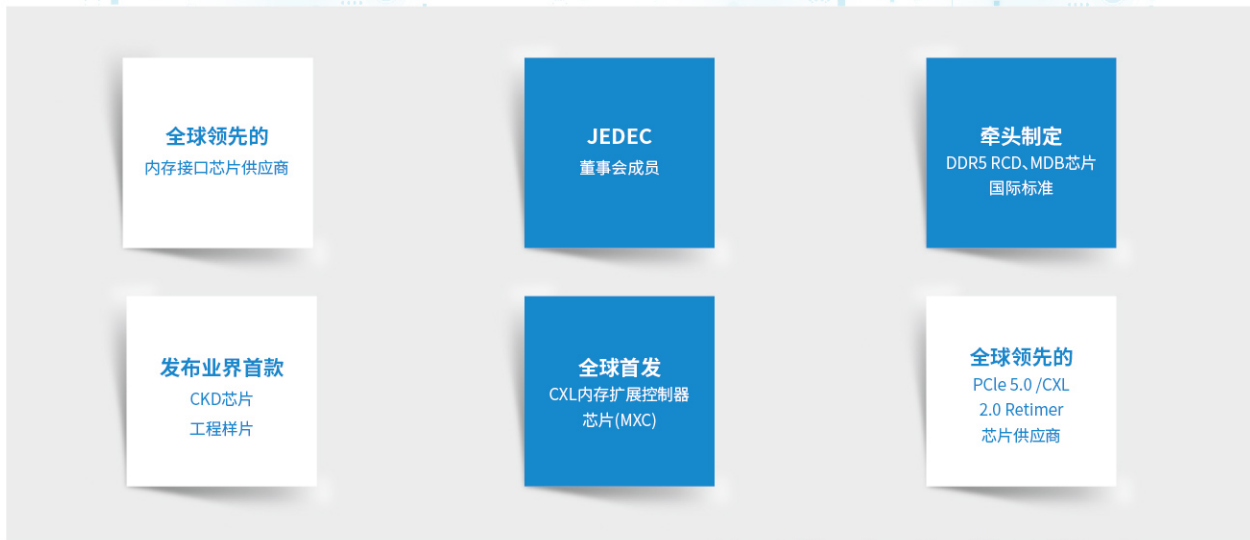 全球领先的
内存接口芯片供应商
JEDEC
董事会成员
牵头制定
DDR5 RCD、MDB芯片
国际标准
发布业界首款
CKD芯片
工程样片
全球首发
CXL内存扩展控制器
芯片(MXC)
全球领先的
PCle 5.0 /CXL
2.0 Retimer
芯片供应商